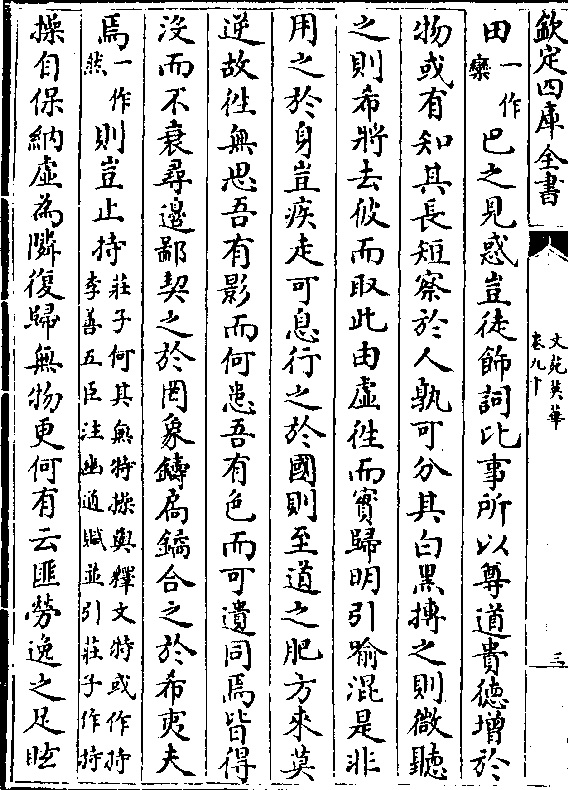 欽定四庫全書
文苑英華
卷九十
三
田一作欒巴之見惑豈徒飾詞比事所以尊道貴徳增於
物或有知其長短察於人孰可分其白黑摶之則微聽
之則希將去彼而取此由虛徃而實歸明引喻混是非
用之於身豈疾走可息行之於國則至道之肥方來莫
逆故徃無思吾有影而何患吾有色而可遺同焉皆得
沒而不衰尋邊鄙契之於罔象鑄扄鐍合之於希夷夫
焉一作然則豈止持莊子何其無特操與釋文特或作持李善五臣注幽通賦並引莊子作持
操自保納虛為隣復歸無物更何有云匪勞逸之足眩